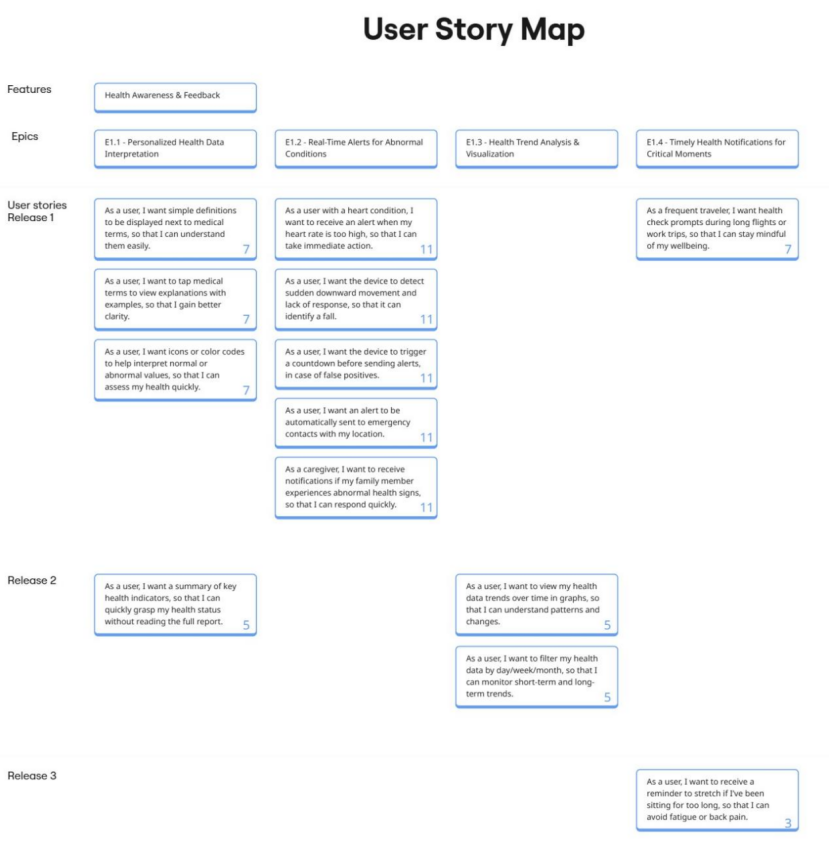 User Story Map
Features
Health Awareness & Feedback
Epics
E1.1 - Personalized Health Data
Interpretation
E1.2 - Real-Time Alerts for Abnormal
Conditions
E1.3 - Health Trend Analysis &
Visualization
E1.4 - Timely Health Notifications for
Critical Moments
User stories
Release 1
As a user, I want simple definitions
to be displayed next to medical
terms, so that I can understand
them easily.
7
As a user, I want to tap medical
terms to view explanations with
examples, so that I gain better
clarity.
7
As a user, I want icons or color codes
to help interpret normal or
abnormal values, so that I can
assess my health quickly.
7
As a user with a heart condition, I
want to receive an alert when my
heart rate is too high, so that I can
take immediate action.
11
As a user, I want the device to detect
sudden downward movement and
lack of response, so that it can
identify a fall.
11
As a user, I want the device to trigger
a countdown before sending alerts,
in case of false positives.
11
As a user, I want an alert to be
automatically sent to emergency
contacts with my location.
11
As a caregiver, I want to receive
notifications if my family member
experiences abnormal health signs,
so that I can respond quickly.
11
As a frequent traveler, I want health
check prompts during long flights or
work trips, so that I can stay mindful
of my wellbeing.
7
Release 2
As a user, I want a summary of key
health indicators, so that I can
quickly grasp my health status
without reading the full report.
5
As a user, I want to view my health
data trends over time in graphs, so
that I can understand patterns and
changes.
5
As a user, I want to filter my health
data by day/week/month, so that I
can monitor short-term and long-
term trends.
5
Release 3
As a user, I want to receive a
reminder to stretch if I've been
sitting for too long, so that I can
avoid fatigue or back pain.
3